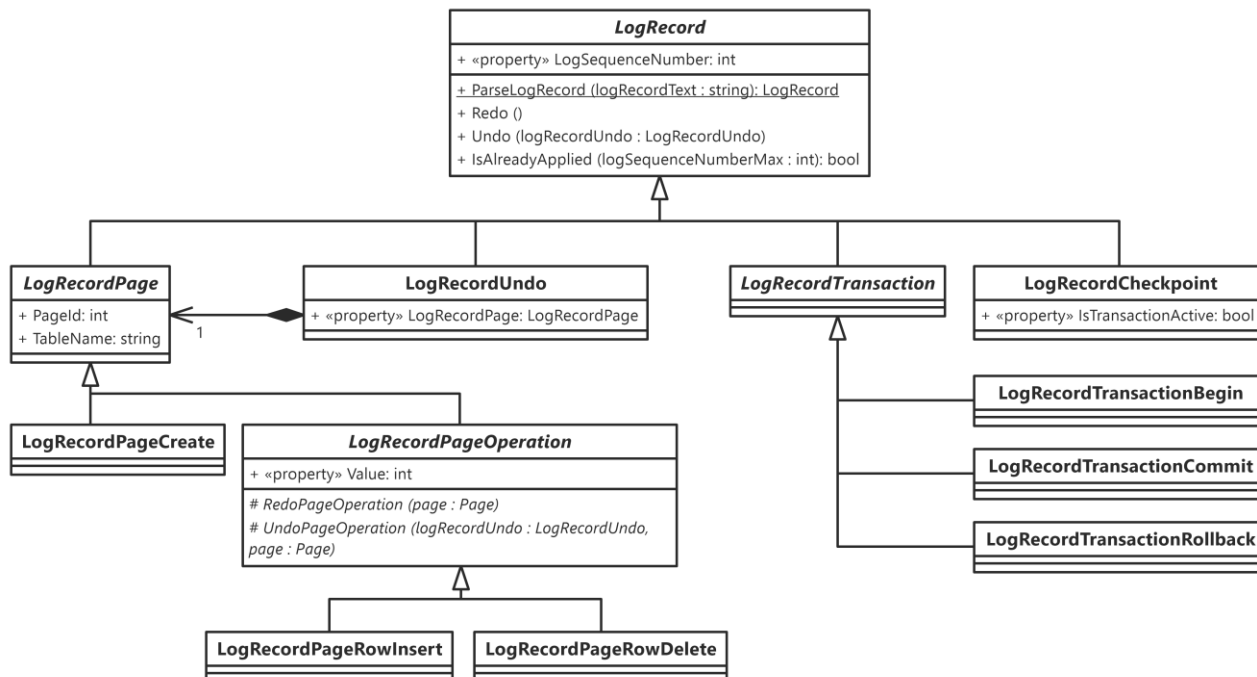 LogRecord
+ «property» LogSequenceNumber: int
+ ParseLogRecord (logRecordText : string): LogRecord
+ Redo ()
+ Undo (logRecordUndo : LogRecordUndo)
+ IsAlreadyApplied (logSequenceNumberMax : int): bool
LogRecordPage
+ PageId: int
+ TableName: string
1
LogRecordUndo
+ «property» LogRecordPage: LogRecordPage
LogRecordTransaction
LogRecordCheckpoint
+ «property» IsTransactionActive: bool
LogRecordTransactionBegin
LogRecordTransactionCommit
LogRecordTransactionRollback
LogRecordPageCreate
LogRecordPageOperation
+ «property» Value: int
# RedoPageOperation (page : Page)
# UndoPageOperation (logRecordUndo : LogRecordUndo,
page : Page)
LogRecordPageRowInsert
LogRecordPageRowDelete